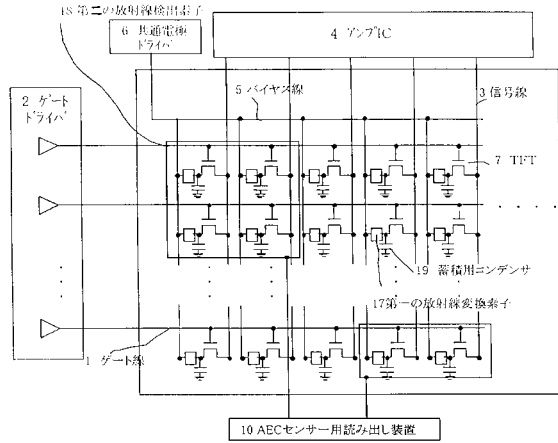 18 第二の放射線検出素子
6 共通電極
ドライバ
4 アンプIC
2 ゲート
ドライバ
5 バイヤス線
3 信号線
7 TFT
19 蓄積用コンデンサ
17第一の放射線変換素子
1 ゲート線
10 AECセンサー用読み出し装置